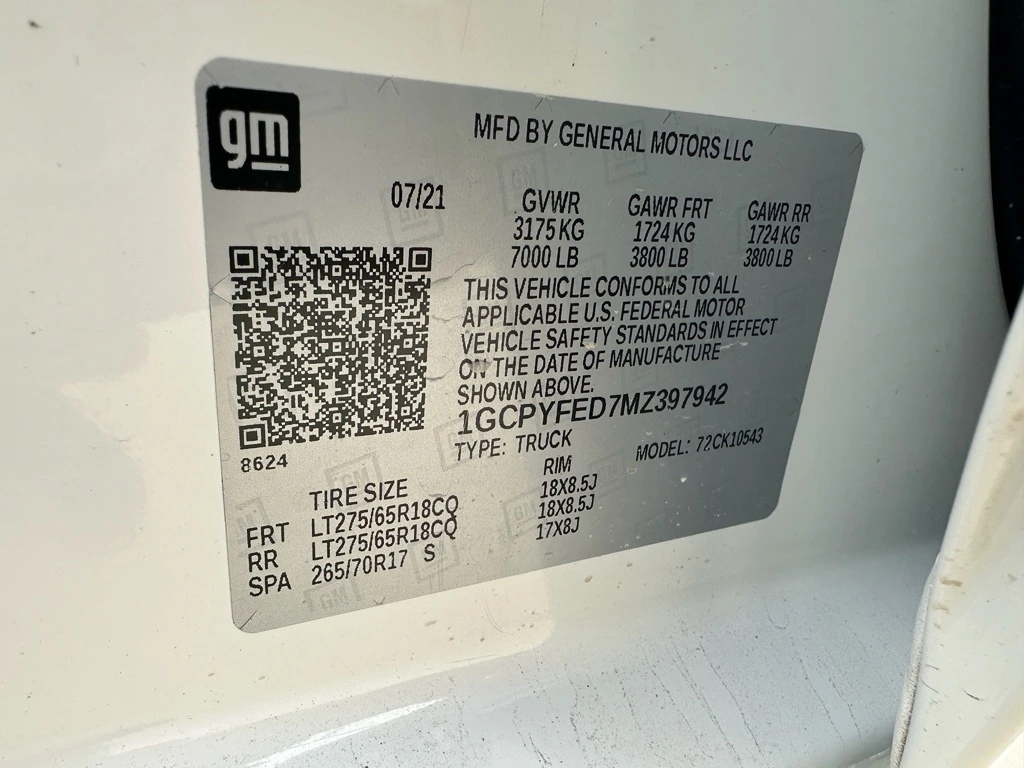 gm
MFD BY GENERAL MOTORS LLC
07/21
GVWR GAWR FRT GAWR RR
3175 KG 1724 KG 1724 KG
7000 LB 3800 LB 3800 LB
THIS VEHICLE CONFORMS TO ALL
APPLICABLE U.S. FEDERAL MOTOR
VEHICLE SAFETY STANDARDS IN EFFECT
ON THE DATE OF MANUFACTURE
SHOWN ABOVE.
1GCPYFED7MZ397942
8624
TYPE: TRUCK MODEL: 72CK10543
TIRE SIZE RIM
FRT LT275/65R18CQ 18X8.5J
RR LT275/65R18CQ 18X8.5J
SPA 265/70R17 S 17X8J